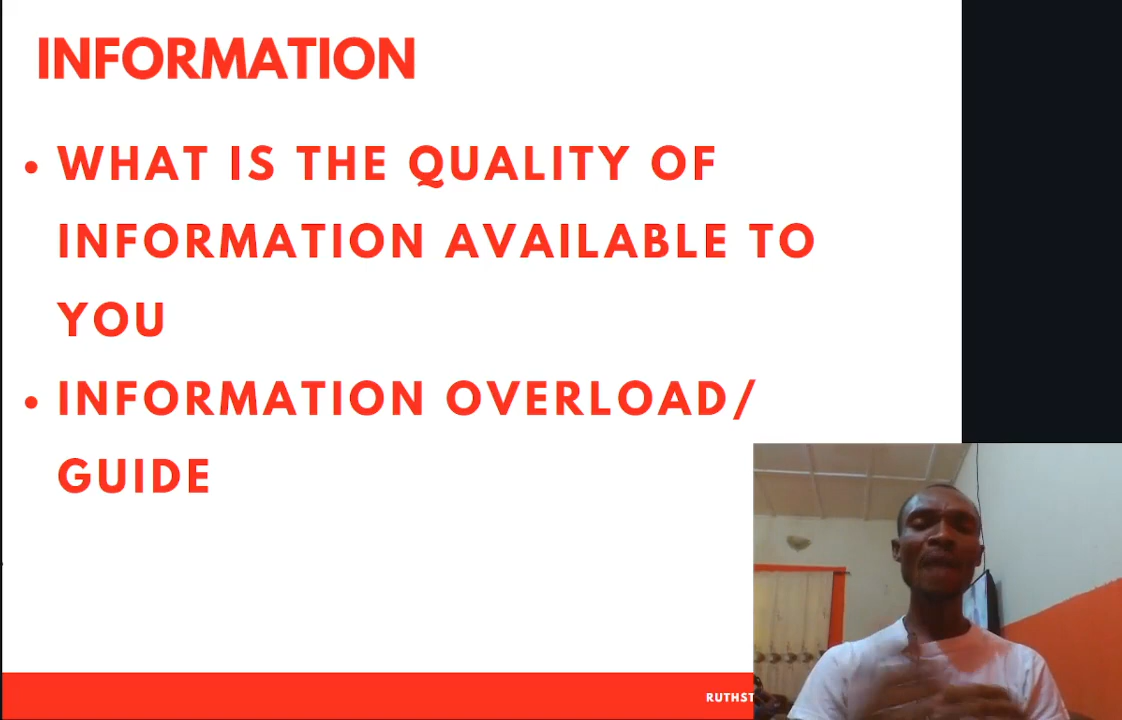 INFORMATION
• WHAT IS THE QUALITY OF
INFORMATION AVAILABLE TO
YOU
• INFORMATION OVERLOAD/
GUIDE